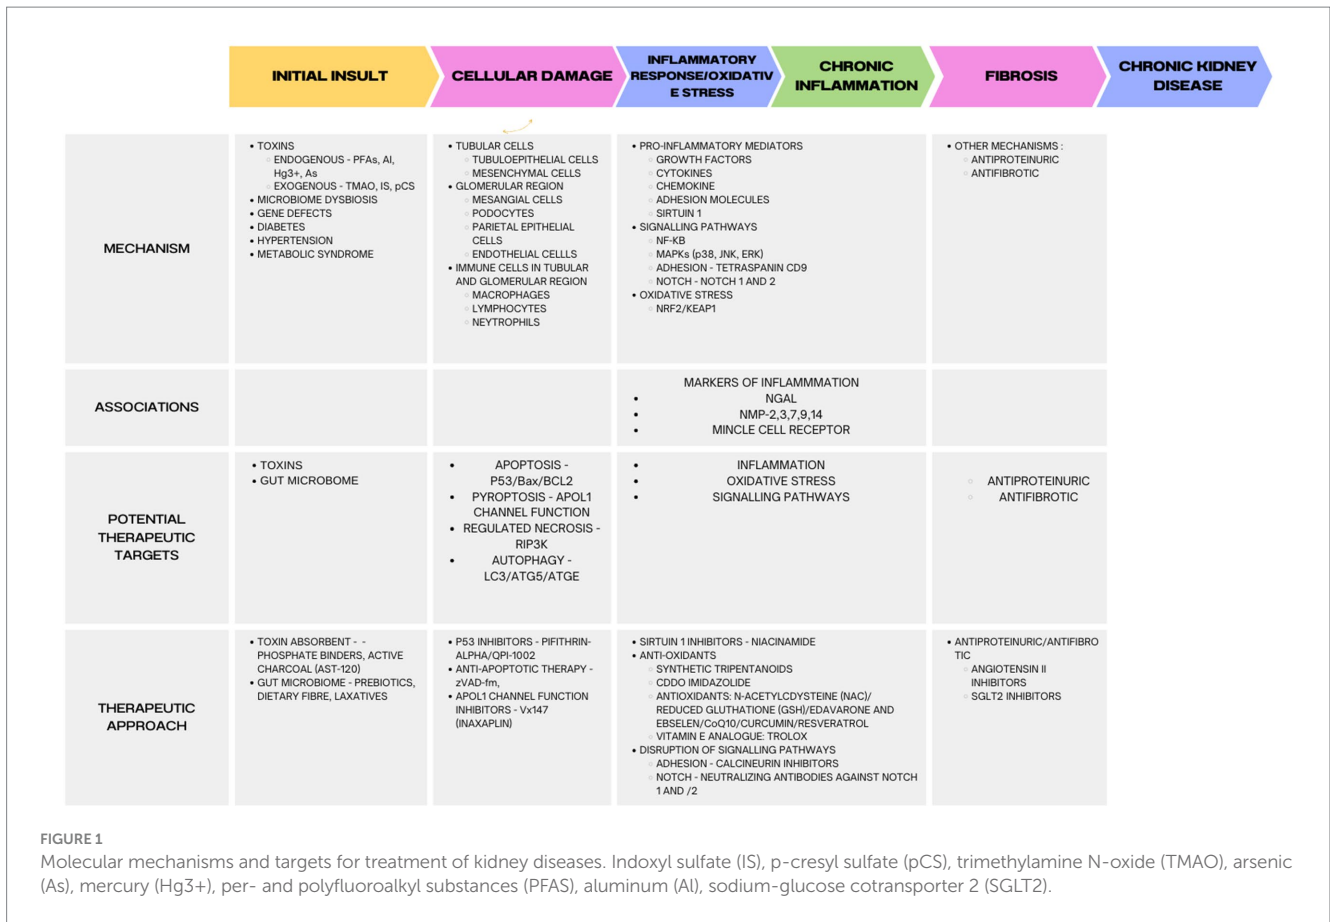 INITIAL INSULT
CELLULAR DAMAGE
INFLAMMATORY
RESPONSE/OXIDATIV
E STRESS
CHRONIC
INFLAMMATION
FIBROSIS
CHRONIC KIDNEY
DISEASE
MECHANISM
• TOXINS
○ ENDOGENOUS - PFAs, Al,
Hg3+, As
○ EXOGENOUS - TMAO, IS, pCS
• MICROBIOME DYSBIOSIS
• GENE DEFECTS
• DIABETES
• HYPERTENSION
• METABOLIC SYNDROME
• TUBULAR CELLS
○ TUBULOEPITHELIAL CELLS
○ MESENCHYMAL CELLS
• GLOMERULAR REGION
○ MESANGIAL CELLS
○ PODOCYTES
○ PARIETAL EPITHELIAL
CELLS
○ ENDOTHELIAL CELLLS
• IMMUNE CELLS IN TUBULAR
AND GLOMERULAR REGION
○ MACROPHAGES
○ LYMPHOCYTES
○ NEYTROPHILS
• PRO-INFLAMMATORY MEDIATORS
○ GROWTH FACTORS
○ CYTOKINES
○ CHEMOKINE
○ ADHESION MOLECULES
○ SIRTUIN 1
• SIGNALLING PATHWAYS
○ NF-KB
○ MAPKs (p38, JNK, ERK)
○ ADHESION - TETRASPANIN CD9
○ NOTCH - NOTCH 1 AND 2
• OXIDATIVE STRESS
○ NRF2/KEAP1
• OTHER MECHANISMS :
○ ANTIPROTEINURIC
○ ANTIFIBROTIC
ASSOCIATIONS
MARKERS OF INFLAMMMATION
• NGAL
• NMP-2,3,7,9,14
• MINCLE CELL RECEPTOR
POTENTIAL
THERAPEUTIC
TARGETS
• TOXINS
• GUT MICROBOME
• APOPTOSIS -
P53/Bax/BCL2
• PYROPTOSIS - APOL1
CHANNEL FUNCTION
• REGULATED NECROSIS -
RIP3K
• AUTOPHAGY -
LC3/ATG5/ATGE
• INFLAMMATION
• OXIDATIVE STRESS
• SIGNALLING PATHWAYS
○ ANTIPROTEINURIC
○ ANTIFIBROTIC
THERAPEUTIC
APPROACH
• TOXIN ABSORBENT - -
PHOSPHATE BINDERS, ACTIVE
CHARCOAL (AST-120)
• GUT MICROBIOME - PREBIOTICS,
DIETARY FIBRE, LAXATIVES
• P53 INHIBITORS - PIFITHRIN-
ALPHA/QPI-1002
• ANTI-APOPTOTIC THERAPY -
zVAD-fm,
• APOL1 CHANNEL FUNCTION
INHIBITORS - Vx147
(INAXAPLIN)
• SIRTUIN 1 INHIBITORS - NIACINAMIDE
• ANTI-OXIDANTS
○ SYNTHETIC TRIPENTANOIDS
○ CDDO IMIDAZOLIDE
○ ANTIOXIDANTS: N-ACETYLCDYSTEINE (NAC)/
REDUCED GLUTHATIONE (GSH)/EDAVARONE AND
EBSELEN/CoQ10/CURCUMIN/RESVERATROL
○ VITAMIN E ANALOGUE: TROLOX
• DISRUPTION OF SIGNALLING PATHWAYS
○ ADHESION - CALCINEURIN INHIBITORS
○ NOTCH - NEUTRALIZING ANTIBODIES AGAINST NOTCH
1 AND /2
• ANTIPROTEINURIC/ANTIFIBRO
TIC
○ ANGIOTENSIN II
INHIBITORS
○ SGLT2 INHIBITORS
FIGURE 1
Molecular mechanisms and targets for treatment of kidney diseases. Indoxyl sulfate (IS), p-cresyl sulfate (pCS), trimethylamine N-oxide (TMAO), arsenic
(As), mercury (Hg3+), per- and polyfluoroalkyl substances (PFAS), aluminum (Al), sodium-glucose cotransporter 2 (SGLT2).